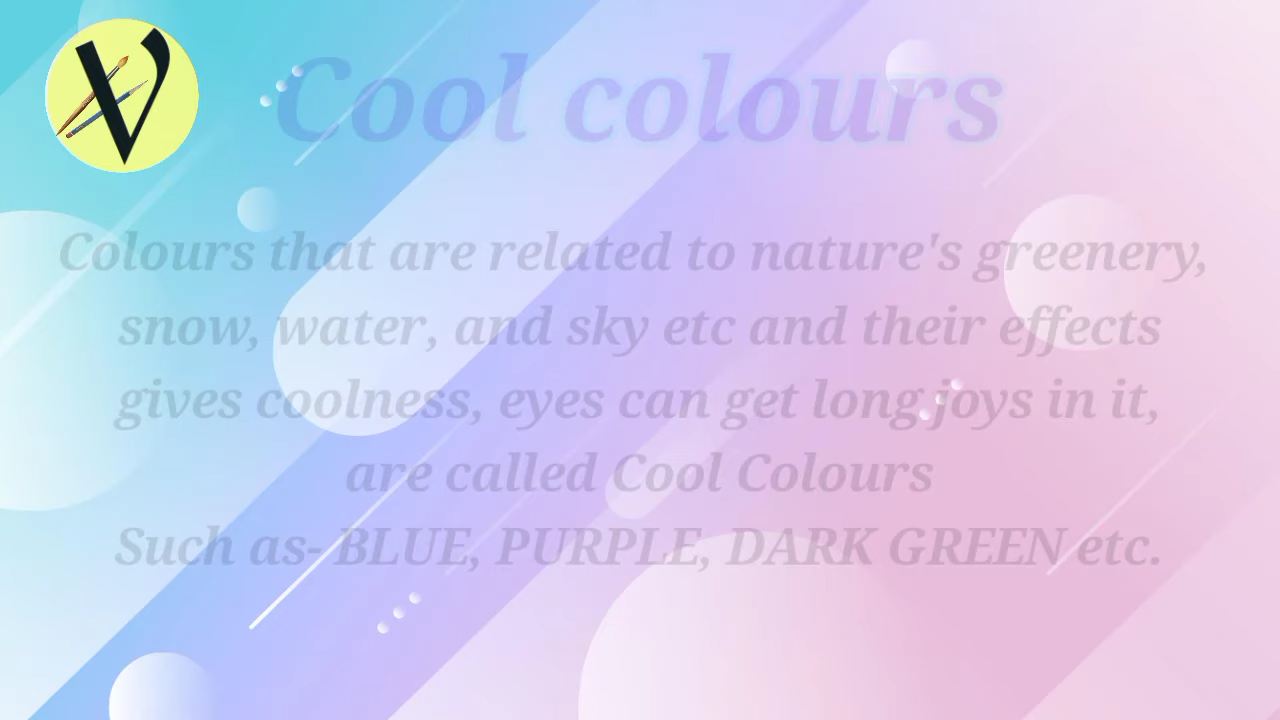 Cool colours
Colours that are related to nature's greenery,
snow, water, and sky etc and their effects
gives coolness, eyes can get long joys in it,
are called Cool Colours
Such as- BLUE, PURPLE, DARK GREEN etc.